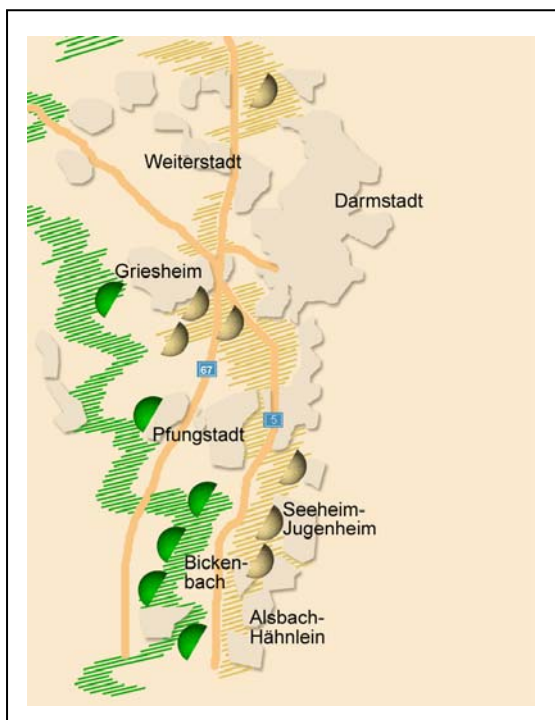 Weiterstadt
Darmstadt
Griesheim
67
Pfungstadt
5
Seeheim-
Jugenheim
Bicken-
bach
Alsbach-
Hähnlein